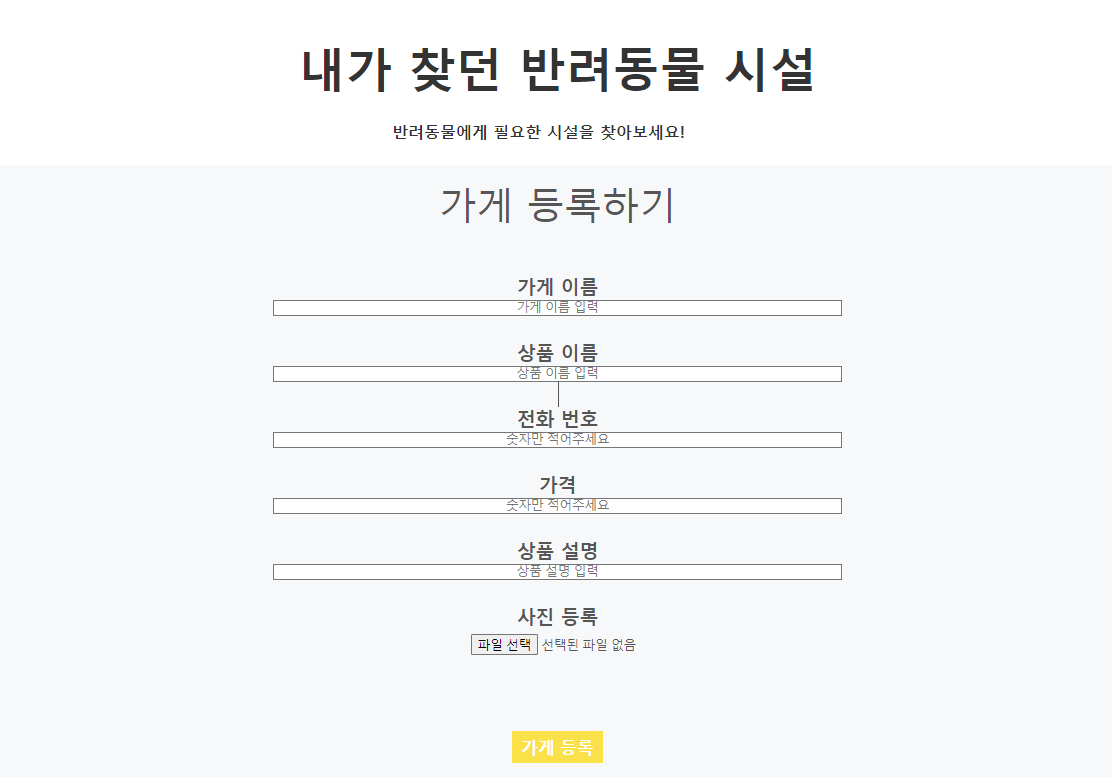 내가 찾던 반려동물 시설
반려동물에게 필요한 시설을 찾아보세요!
가게 등록하기
가게 이름
가게 이름 입력
상품 이름
상품 이름 입력
전화 번호
숫자만 적어주세요
가격
숫자만 적어주세요
상품 설명
상품 설명 입력
사진 등록
파일 선택 선택된 파일 없음
가게 등록